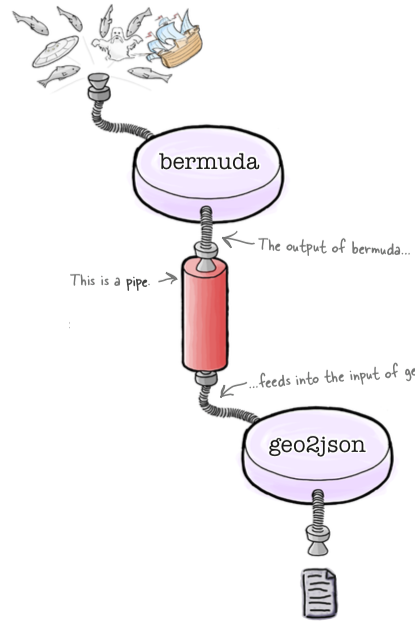 bermuda
The output of bermuda...
This is a pipe.
...feeds into the input of ge
geo2json